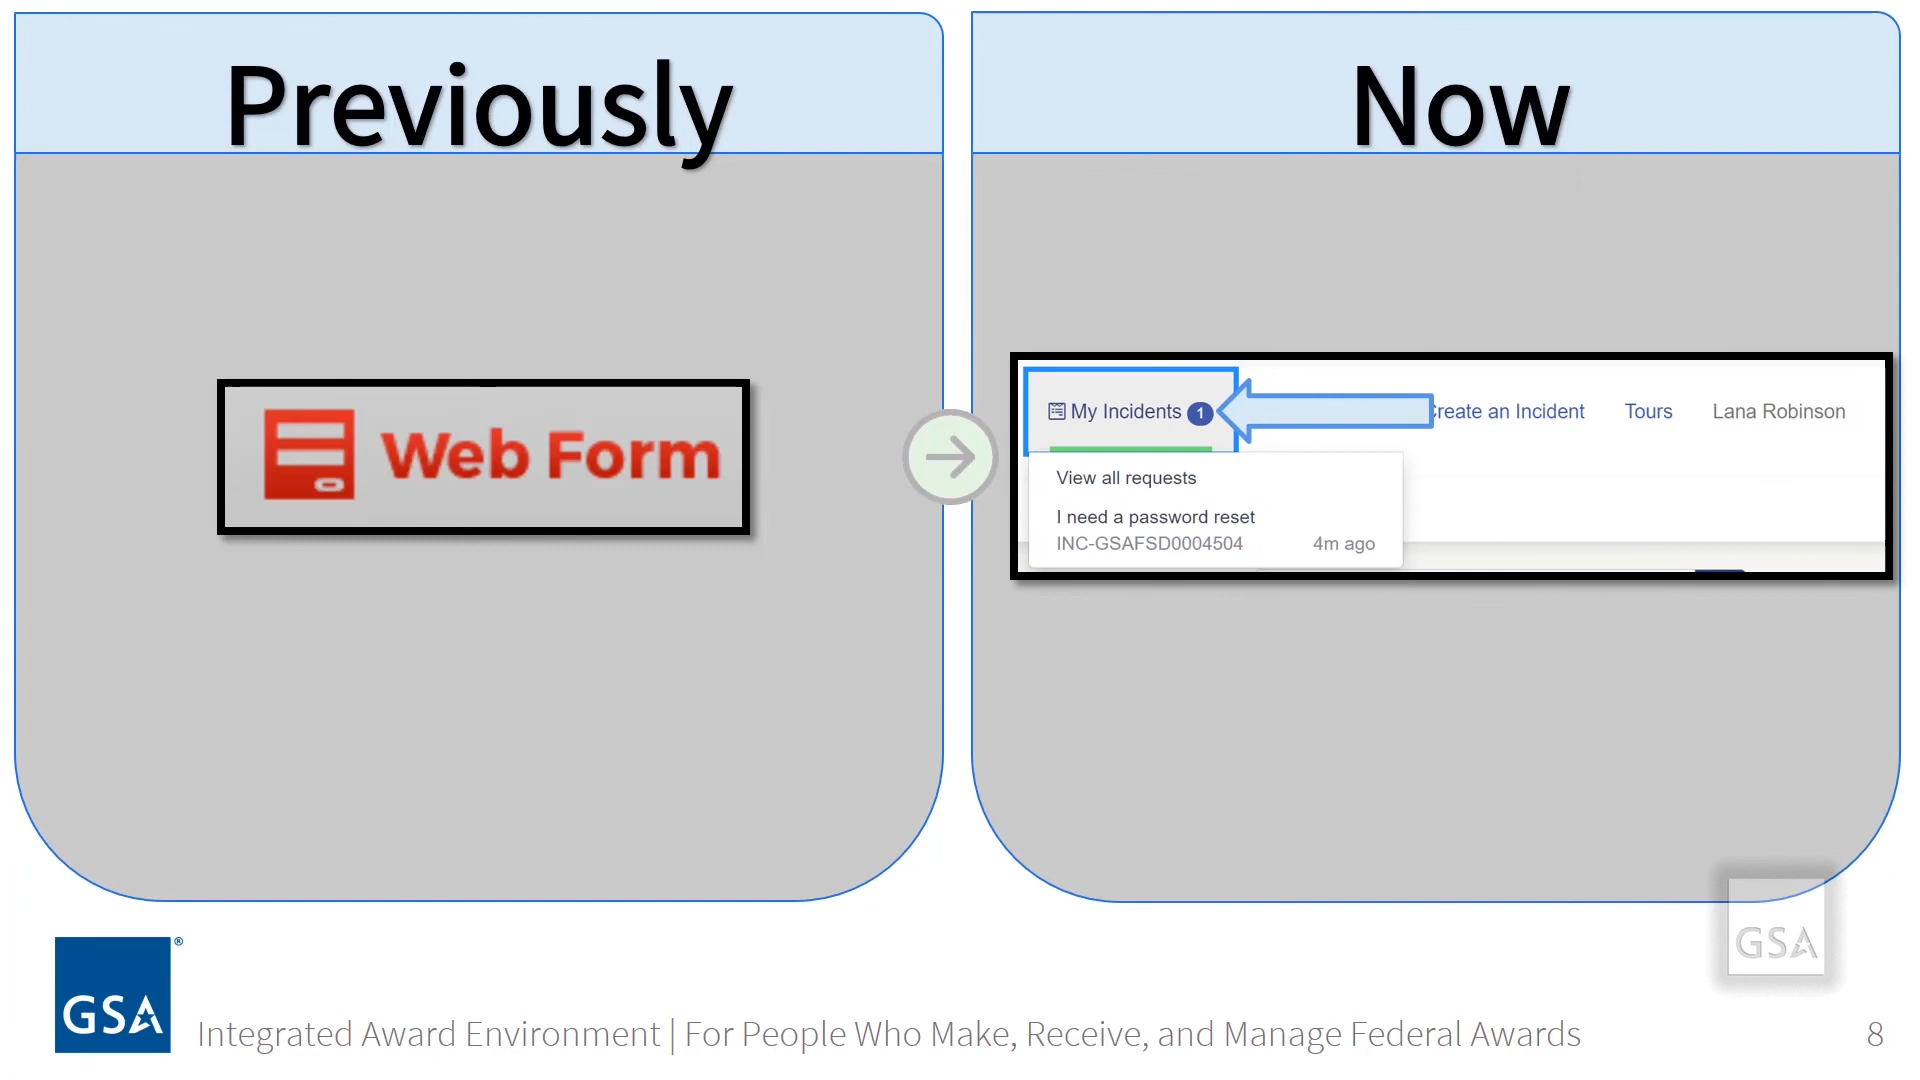 Previously
Now
Web Form
My Incidents 1
Create an Incident
Tours
Lana Robinson
View all requests
I need a password reset
INC-GSAFSD0004504
4m ago
GSA
GSA®
Integrated Award Environment | For People Who Make, Receive, and Manage Federal Awards
8